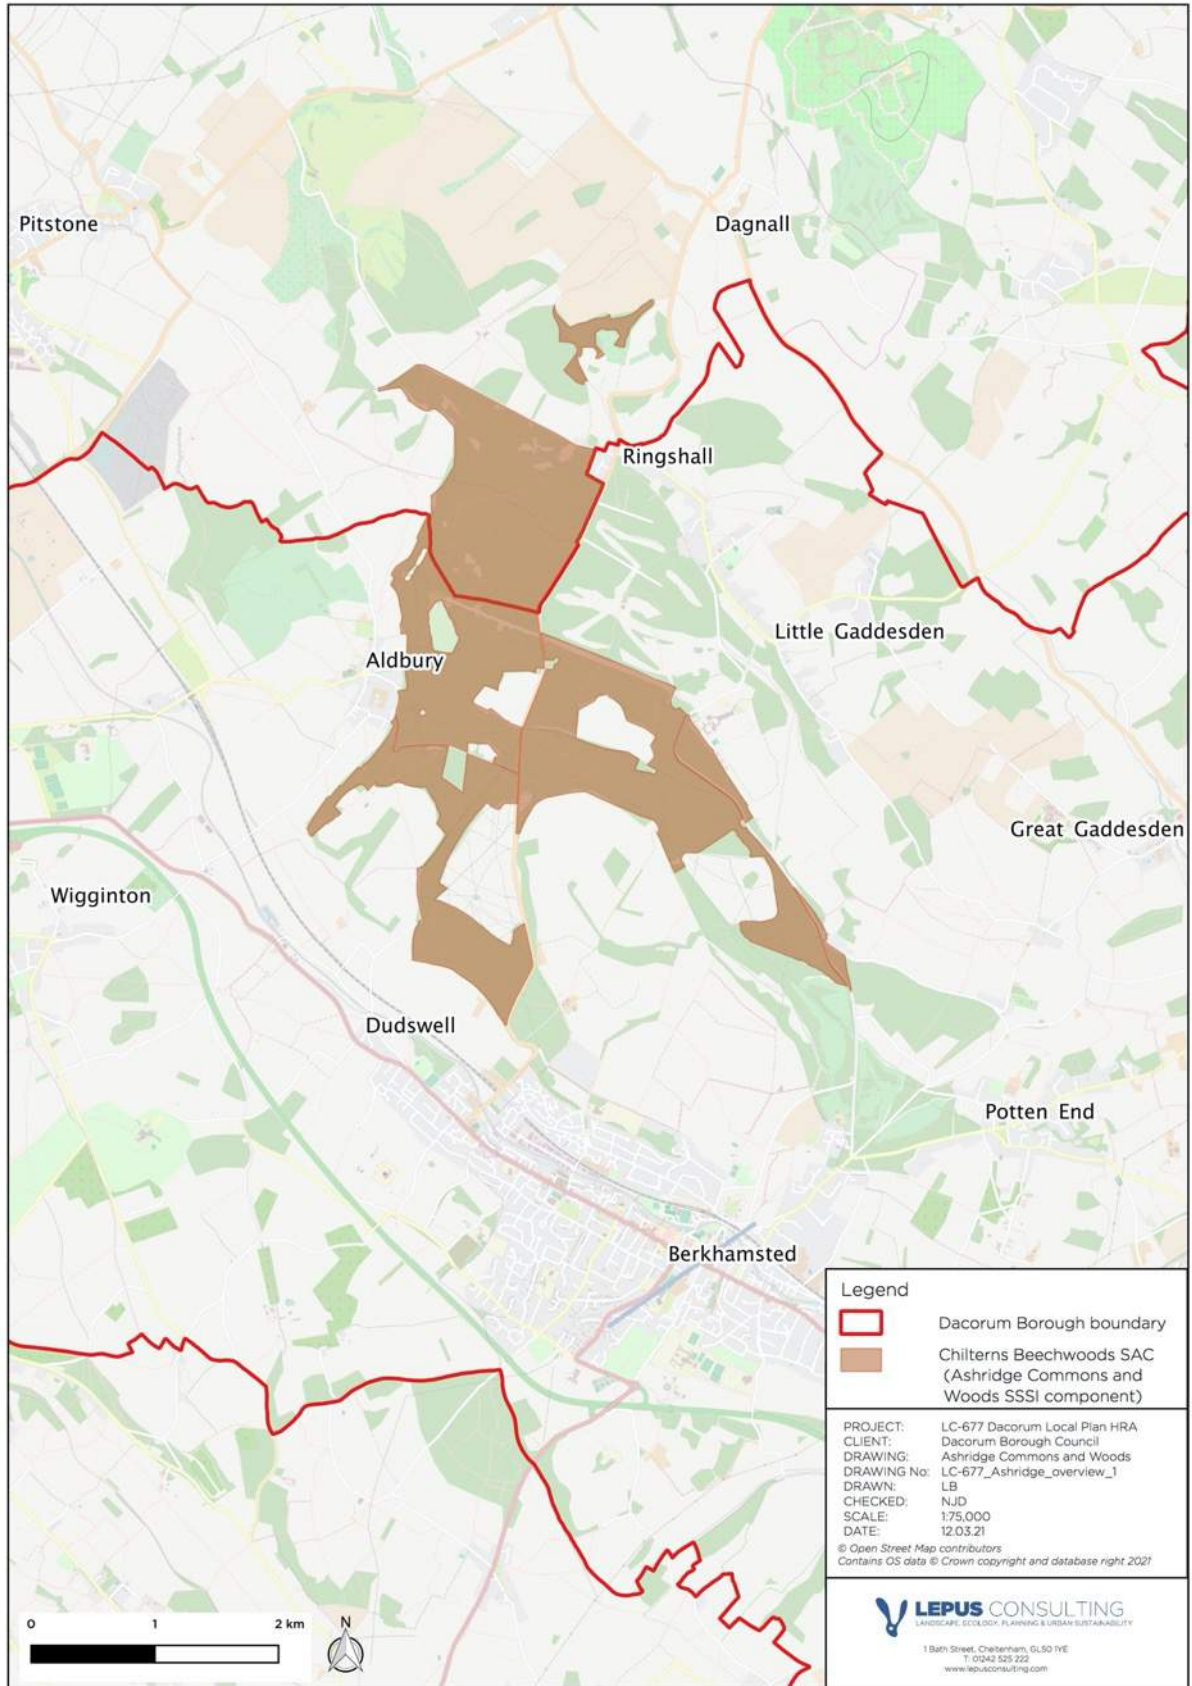 Pitstone
Dagnall
Ringshall
Little Gaddesden
Aldbury
Great Gaddesden
Wigginton
Dudswell
Potten End
Berkhamsted
Legend
Dacorum Borough boundary
Chilterns Beechwoods SAC
(Ashridge Commons and
Woods SSSI component)
PROJECT: LC-677 Dacorum Local Plan HRA
CLIENT: Dacorum Borough Council
DRAWING: Ashridge Commons and Woods
DRAWING No: LC-677_Ashridge_overview_1
DRAWN: LB
CHECKED: NJD
SCALE: 1:75,000
DATE: 12.03.21
© Open Street Map contributors
Contains OS data © Crown copyright and database right 2021
LEPUS CONSULTING
LANDSCAPE, ECOLOGY, PLANNING & URBAN SUSTAINABILITY
1 Bath Street, Cheltenham, GL50 1YE
T: 01242 525 222
www.lepusconsulting.com
0 1 2 km
N